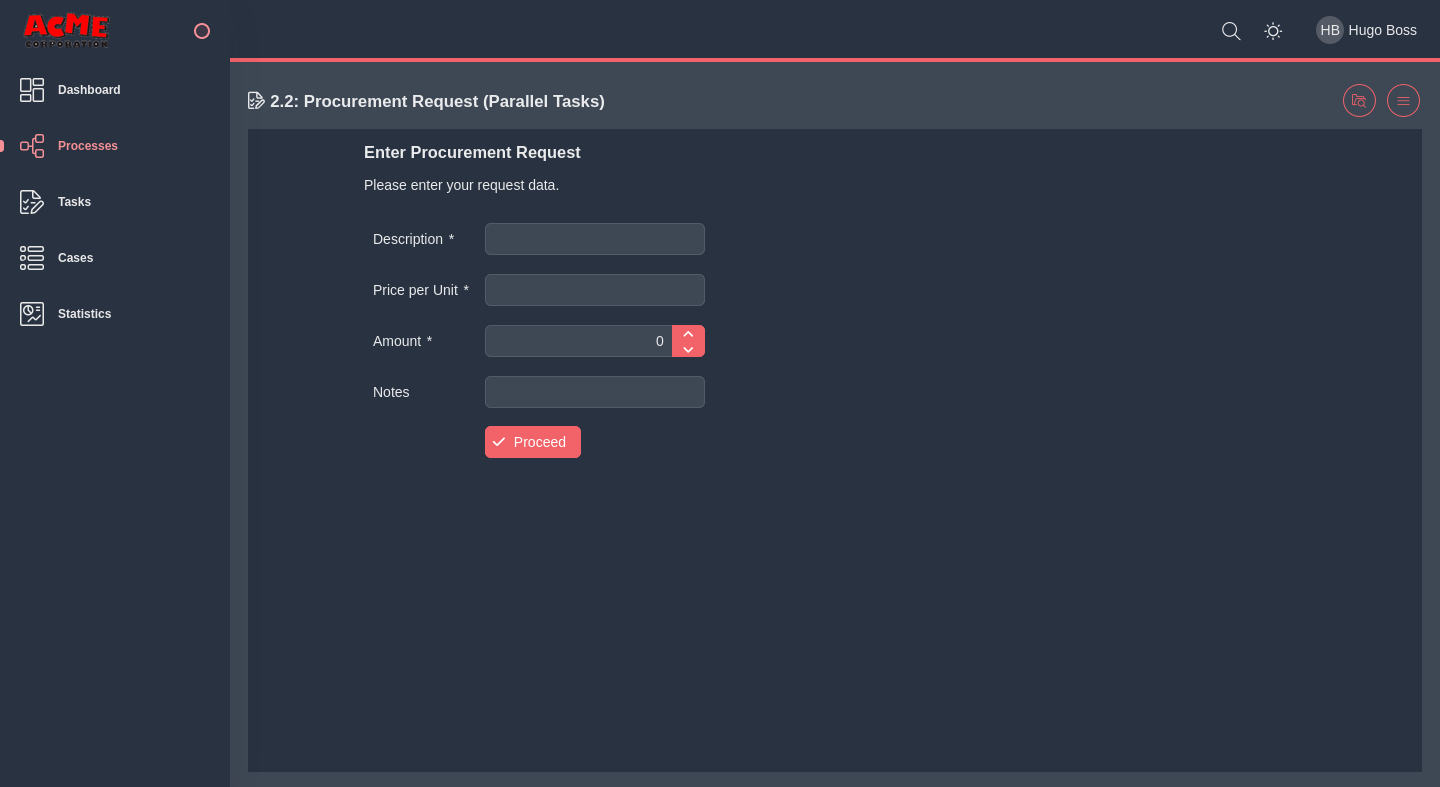 ACME
CORPORATION
HB Hugo Boss
Dashboard
Processes
Tasks
Cases
Statistics
2.2: Procurement Request (Parallel Tasks)
Enter Procurement Request
Please enter your request data.
Description *
Price per Unit *
Amount * 0
Notes
Proceed